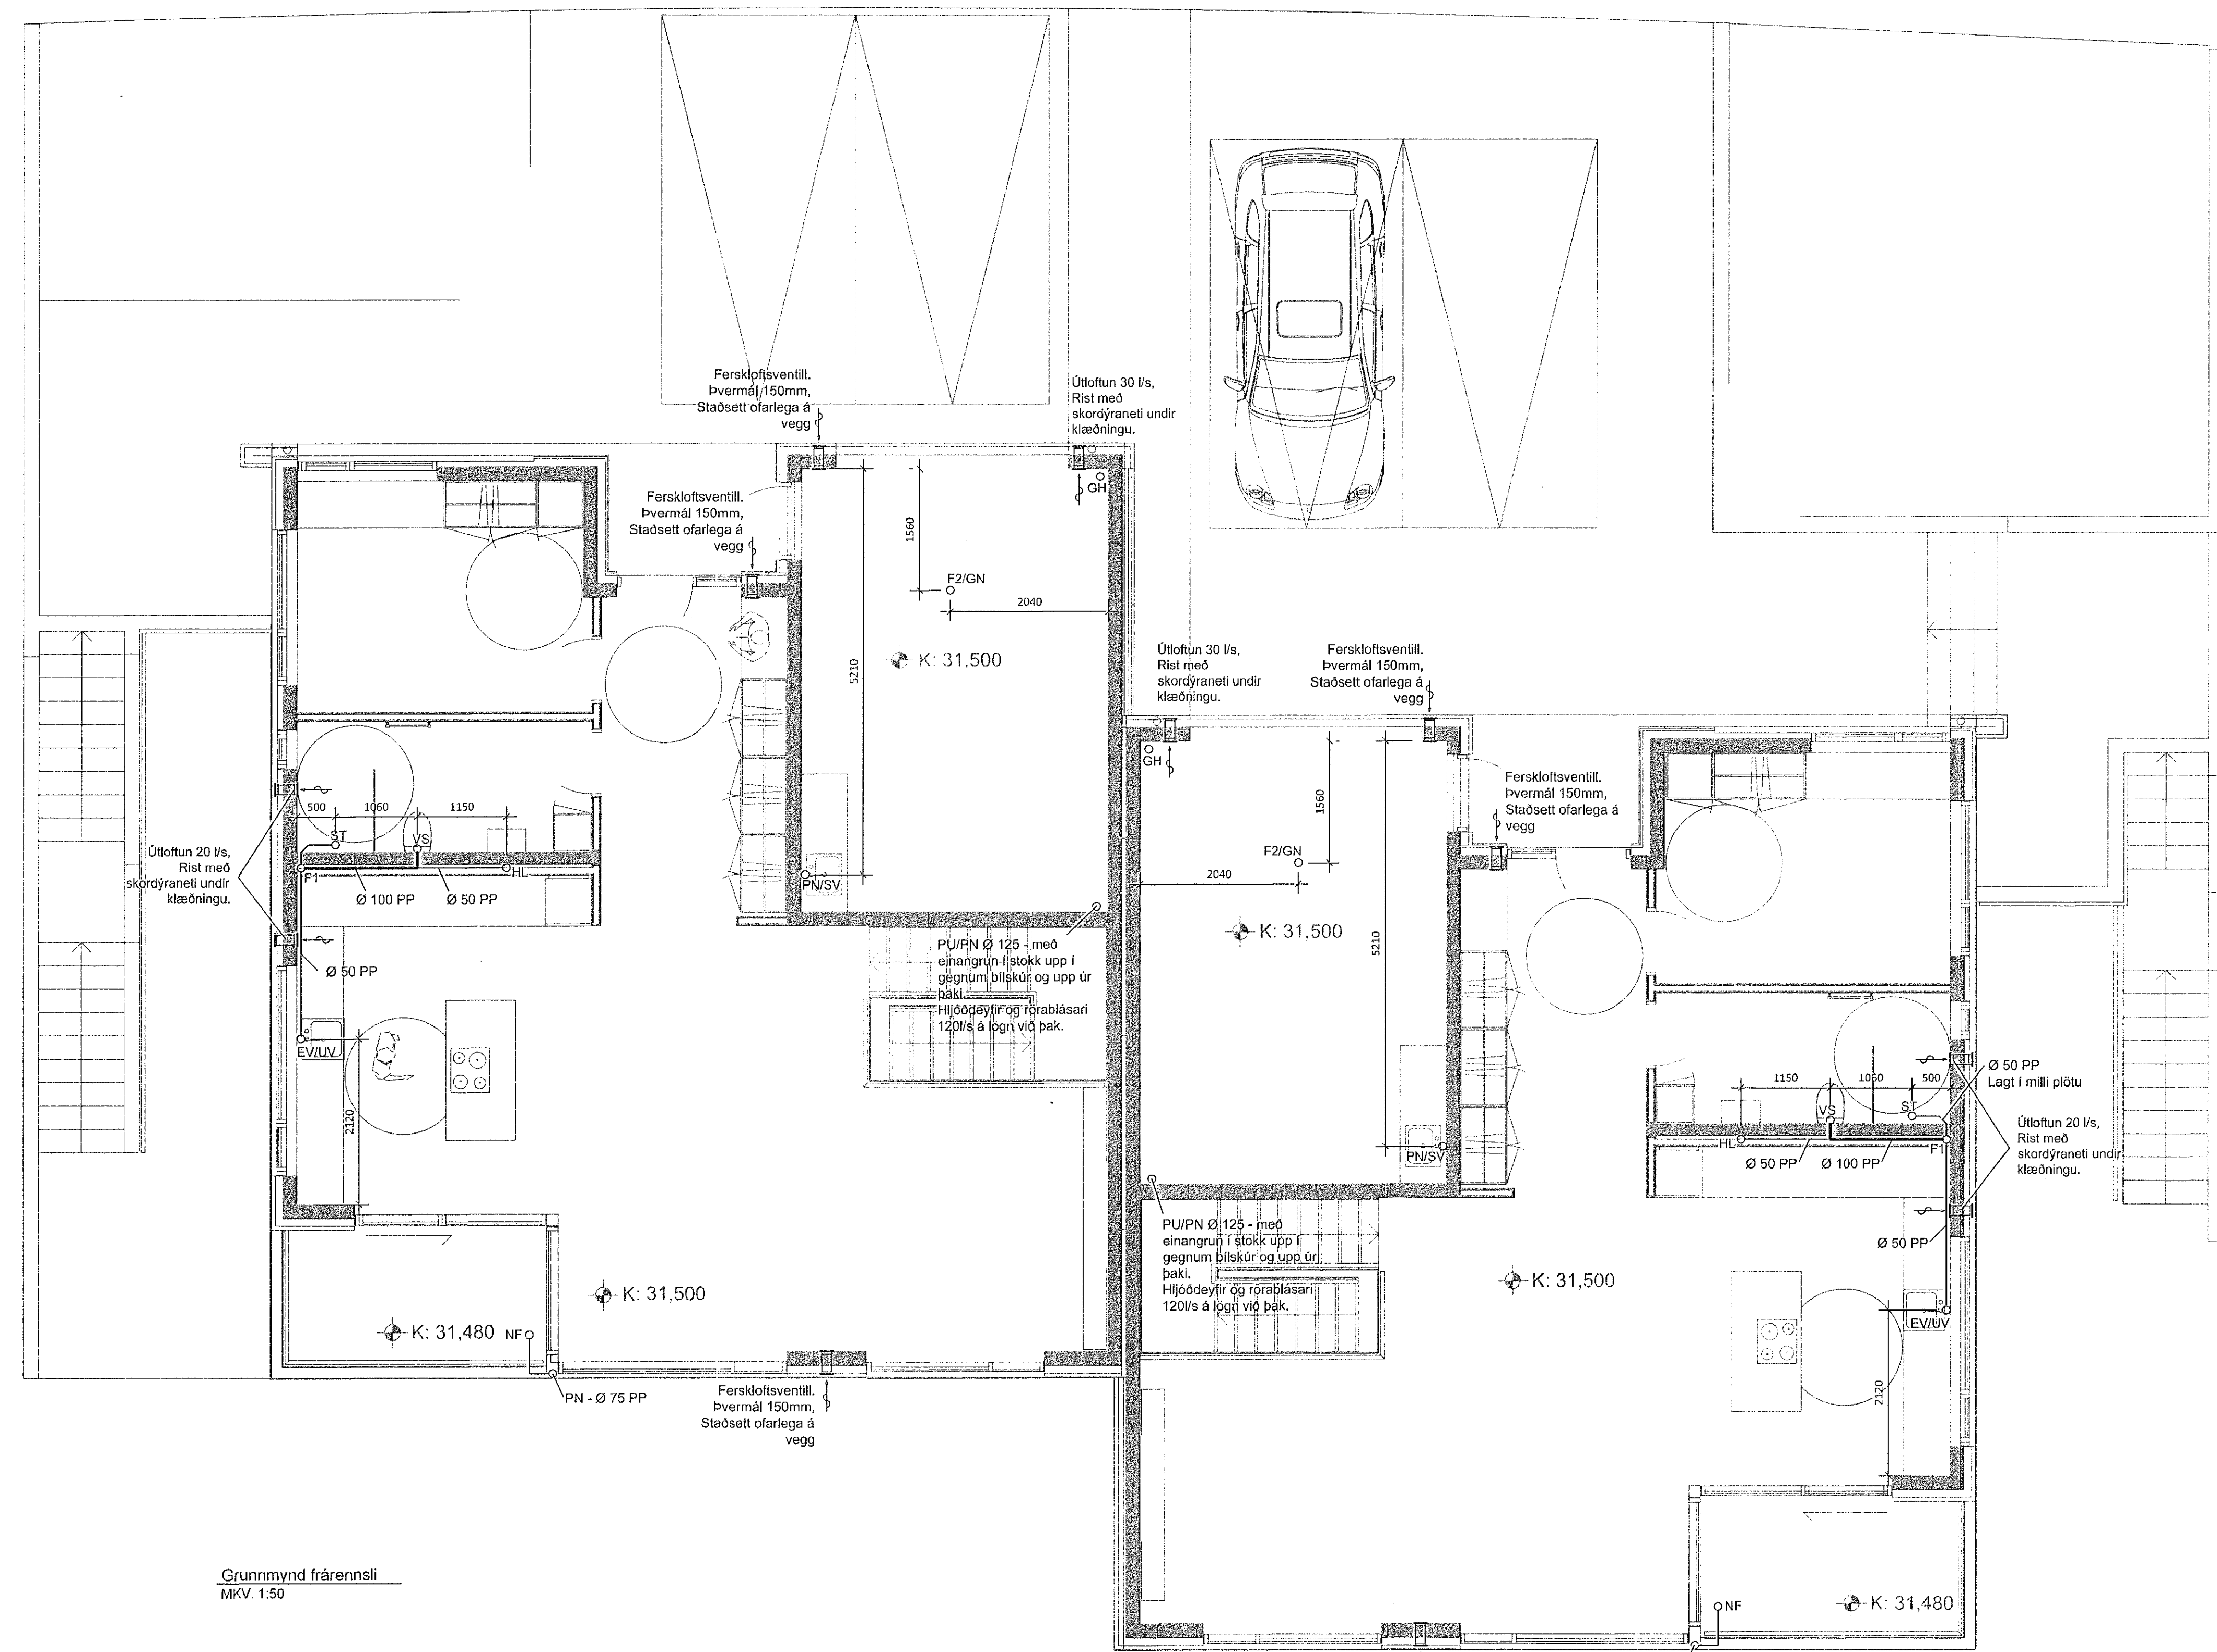 Ferskloftsventill.
Þvermál 150mm,
Staðsett ofarlega á
vegg
Útloftun 30 l/s,
Rist með
skordýraneti undir
klæðningu.
GH
Ferskloftsventill.
Þvermál 150mm,
Staðsett ofarlega á
vegg
1560
F2/GN
2040
5210
K: 31,500
Útloftun 30 l/s,
Rist með
skordýraneti undir
klæðningu.
Ferskloftsventill.
Þvermál 150mm,
Staðsett ofarlega á
vegg
GH
1560
Ferskloftsventill.
Þvermál 150mm,
Staðsett ofarlega á
vegg
F2/GN
2040
5210
K: 31,500
500
1060
1150
ST
VS
F1
HL
Ø 100 PP
Ø 50 PP
Útloftun 20 l/s,
Rist með
skordýraneti undir
klæðningu.
Ø 50 PP
EV/UV
2120
PN/SV
PU/PN Ø 125 - með
einangrun í stokk upp í
gegnum bílskúr og upp úr
þaki.
Hljóðdeyfir og rörablásari
120l/s á lögn við þak.
1150
1060
500
Ø 50 PP
Lagt í milli plötu
VS
ST
HL
F1
Ø 50 PP
Ø 100 PP
Útloftun 20 l/s,
Rist með
skordýraneti undir
klæðningu.
PN/SV
PU/PN Ø 125 - með
einangrun í stokk upp í
gegnum bílskúr og upp úr
þaki.
Hljóðdeyfir og rörablásari
120l/s á lögn við þak.
Ø 50 PP
K: 31,500
K: 31,500
EV/UV
2120
K: 31,480
NF
PN - Ø 75 PP
Ferskloftsventill.
Þvermál 150mm,
Staðsett ofarlega á
vegg
Grunnmynd frárennsli
MKV. 1:50
NF
K: 31,480